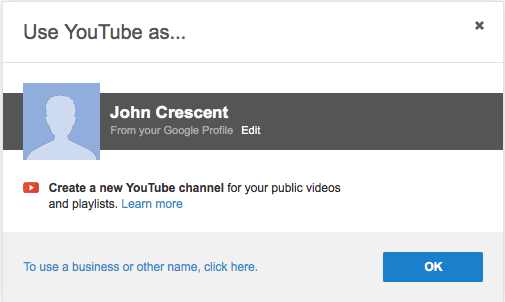 Use YouTube as...
John Crescent
From your Google Profile Edit
Create a new YouTube channel for your public videos
and playlists. Learn more
To use a business or other name, click here.
OK